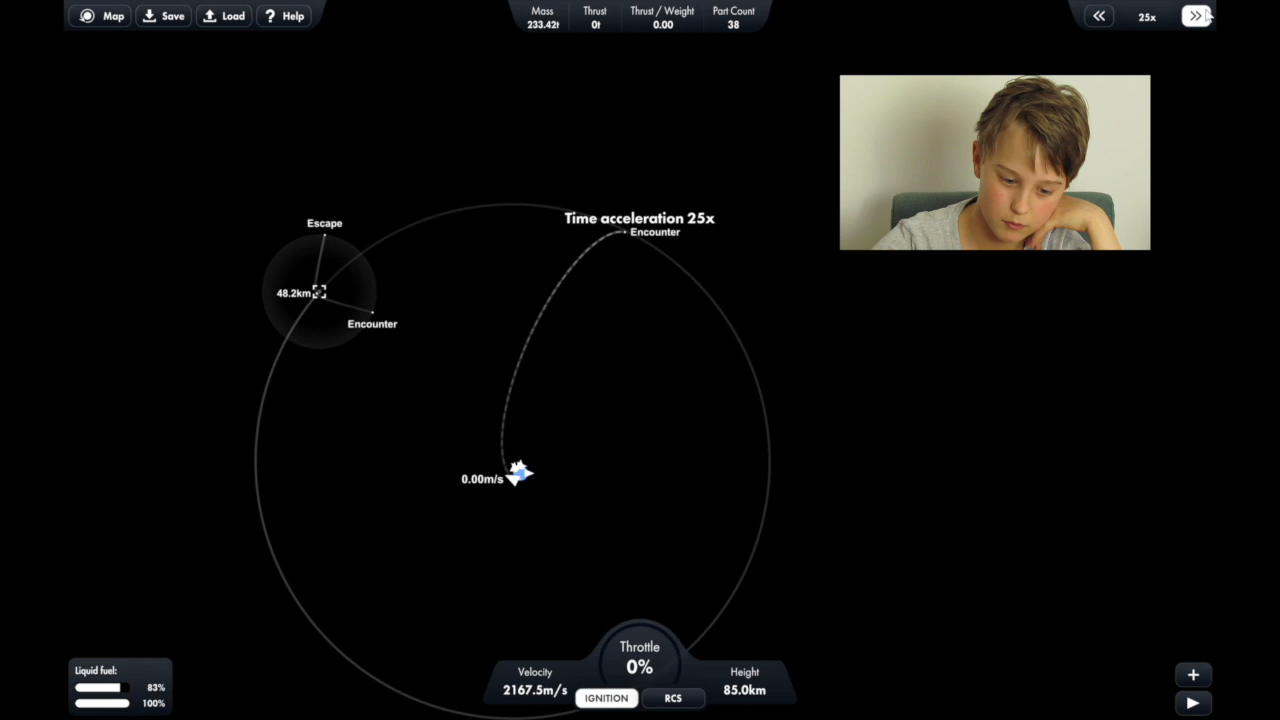 Map
Save
Load
? Help
Mass
233.42t
Thrust
0t
Thrust / Weight
0.00
Part Count
38
25x
Escape
Time acceleration 25x
Encounter
48.2km
Encounter
0.00m/s
Liquid fuel:
83%
100%
Throttle
0%
Velocity
2167.5m/s
Height
85.0km
IGNITION
RCS